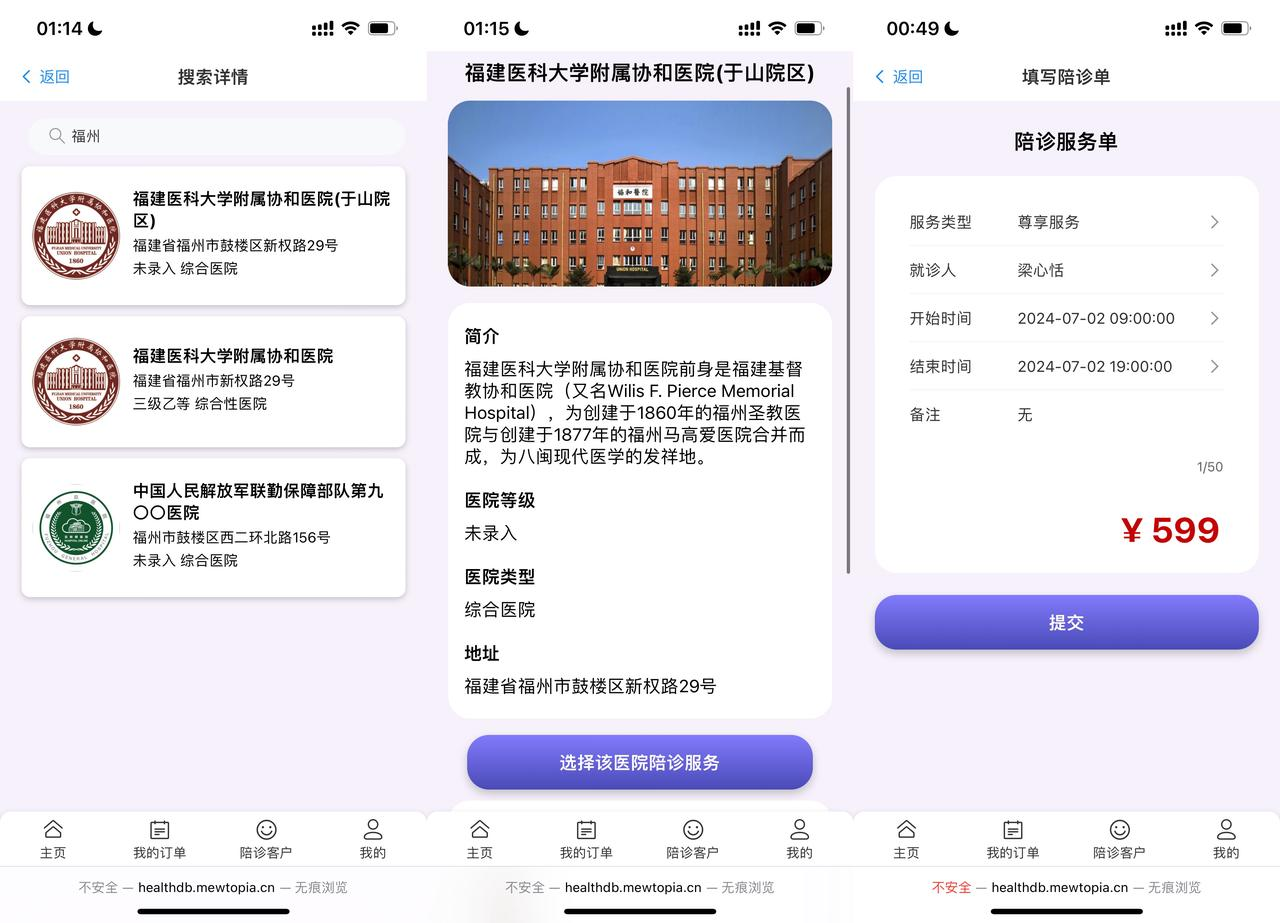 01:14
返回
搜索详情
福州
福建医科大学附属协和医院(于山院
区)
福建省福州市鼓楼区新权路29号
未录入 综合医院
福建医科大学附属协和医院
福建省福州市新权路29号
三级乙等 综合性医院
中国人民解放军联勤保障部队第九
〇〇医院
福州市鼓楼区西二环北路156号
未录入 综合医院
主页
我的订单
陪诊客户
我的
不安全 — healthdb.mewtopia.cn — 无痕浏览
01:15
福建医科大学附属协和医院(于山院区)
協和醫院
UNION HOSPITAL
简介
福建医科大学附属协和医院前身是福建基督
教协和医院（又名Wilis F. Pierce Memorial
Hospital），为创建于1860年的福州圣教医
院与创建于1877年的福州马高爱医院合并而
成，为八闽现代医学的发祥地。
医院等级
未录入
医院类型
综合医院
地址
福建省福州市鼓楼区新权路29号
选择该医院陪诊服务
主页
我的订单
陪诊客户
我的
不安全 — healthdb.mewtopia.cn — 无痕浏览
00:49
返回
填写陪诊单
陪诊服务单
服务类型 尊享服务
就诊人 梁心恬
开始时间 2024-07-02 09:00:00
结束时间 2024-07-02 19:00:00
备注 无
1/50
¥ 599
提交
主页
我的订单
陪诊客户
我的
不安全 — healthdb.mewtopia.cn — 无痕浏览